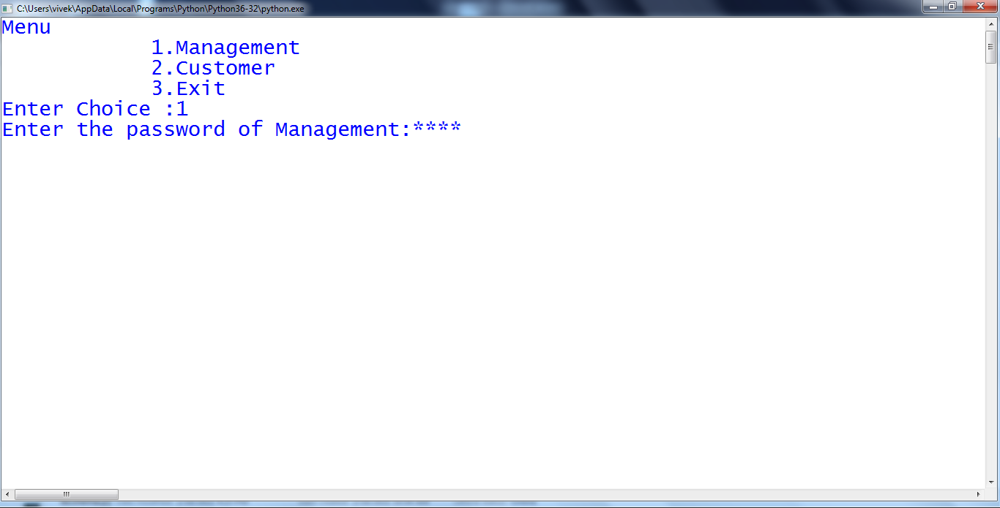 C:\Users\vivek\AppData\Local\Programs\Python\Python36-32\python.exe
Menu
1.Management
2.Customer
3.Exit
Enter Choice :1
Enter the password of Management:****